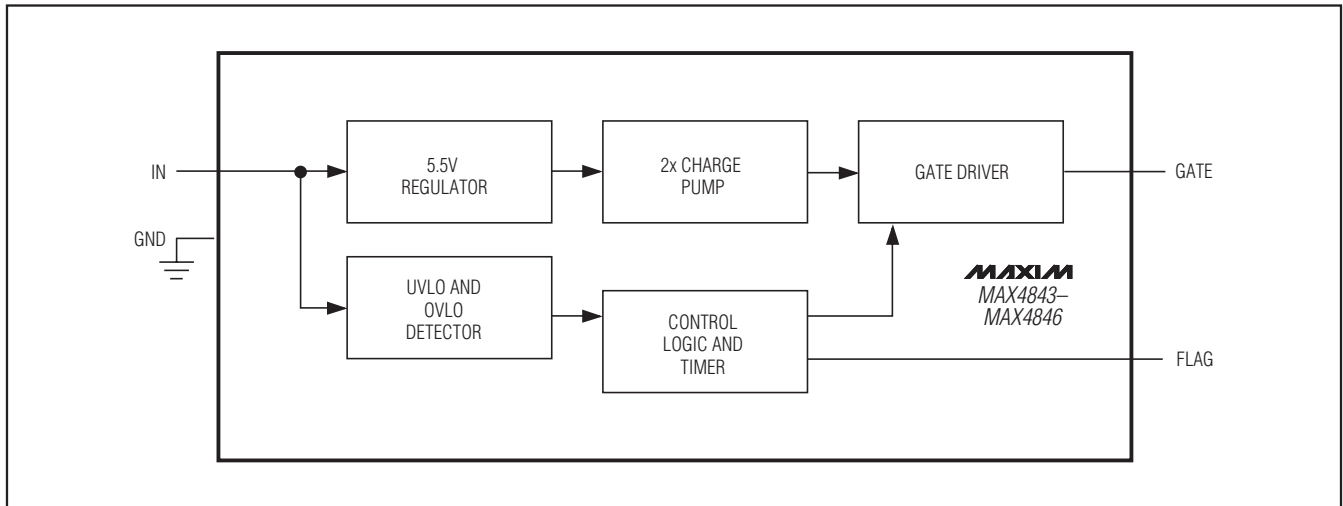 IN
GND
5.5V
REGULATOR
2x CHARGE
PUMP
GATE DRIVER
GATE
UVLO AND
OVLO
DETECTOR
CONTROL
LOGIC AND
TIMER
MAXIM
MAX4843–
MAX4846
FLAG